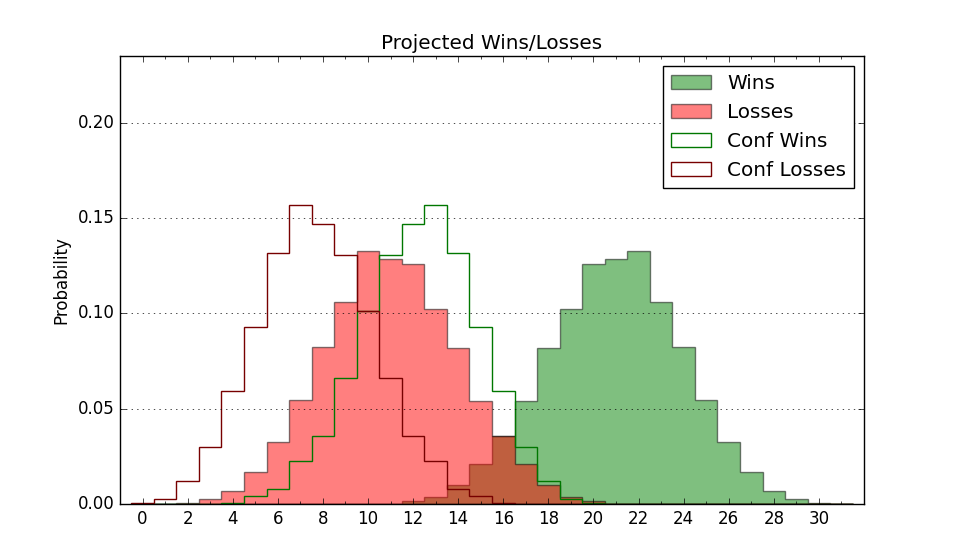 Projected Wins/Losses
Wins
Losses
Conf Wins
Conf Losses
Probability
0.20
0.15
0.10
0.05
0.00
0 2 4 6 8 10 12 14 16 18 20 22 24 26 28 30